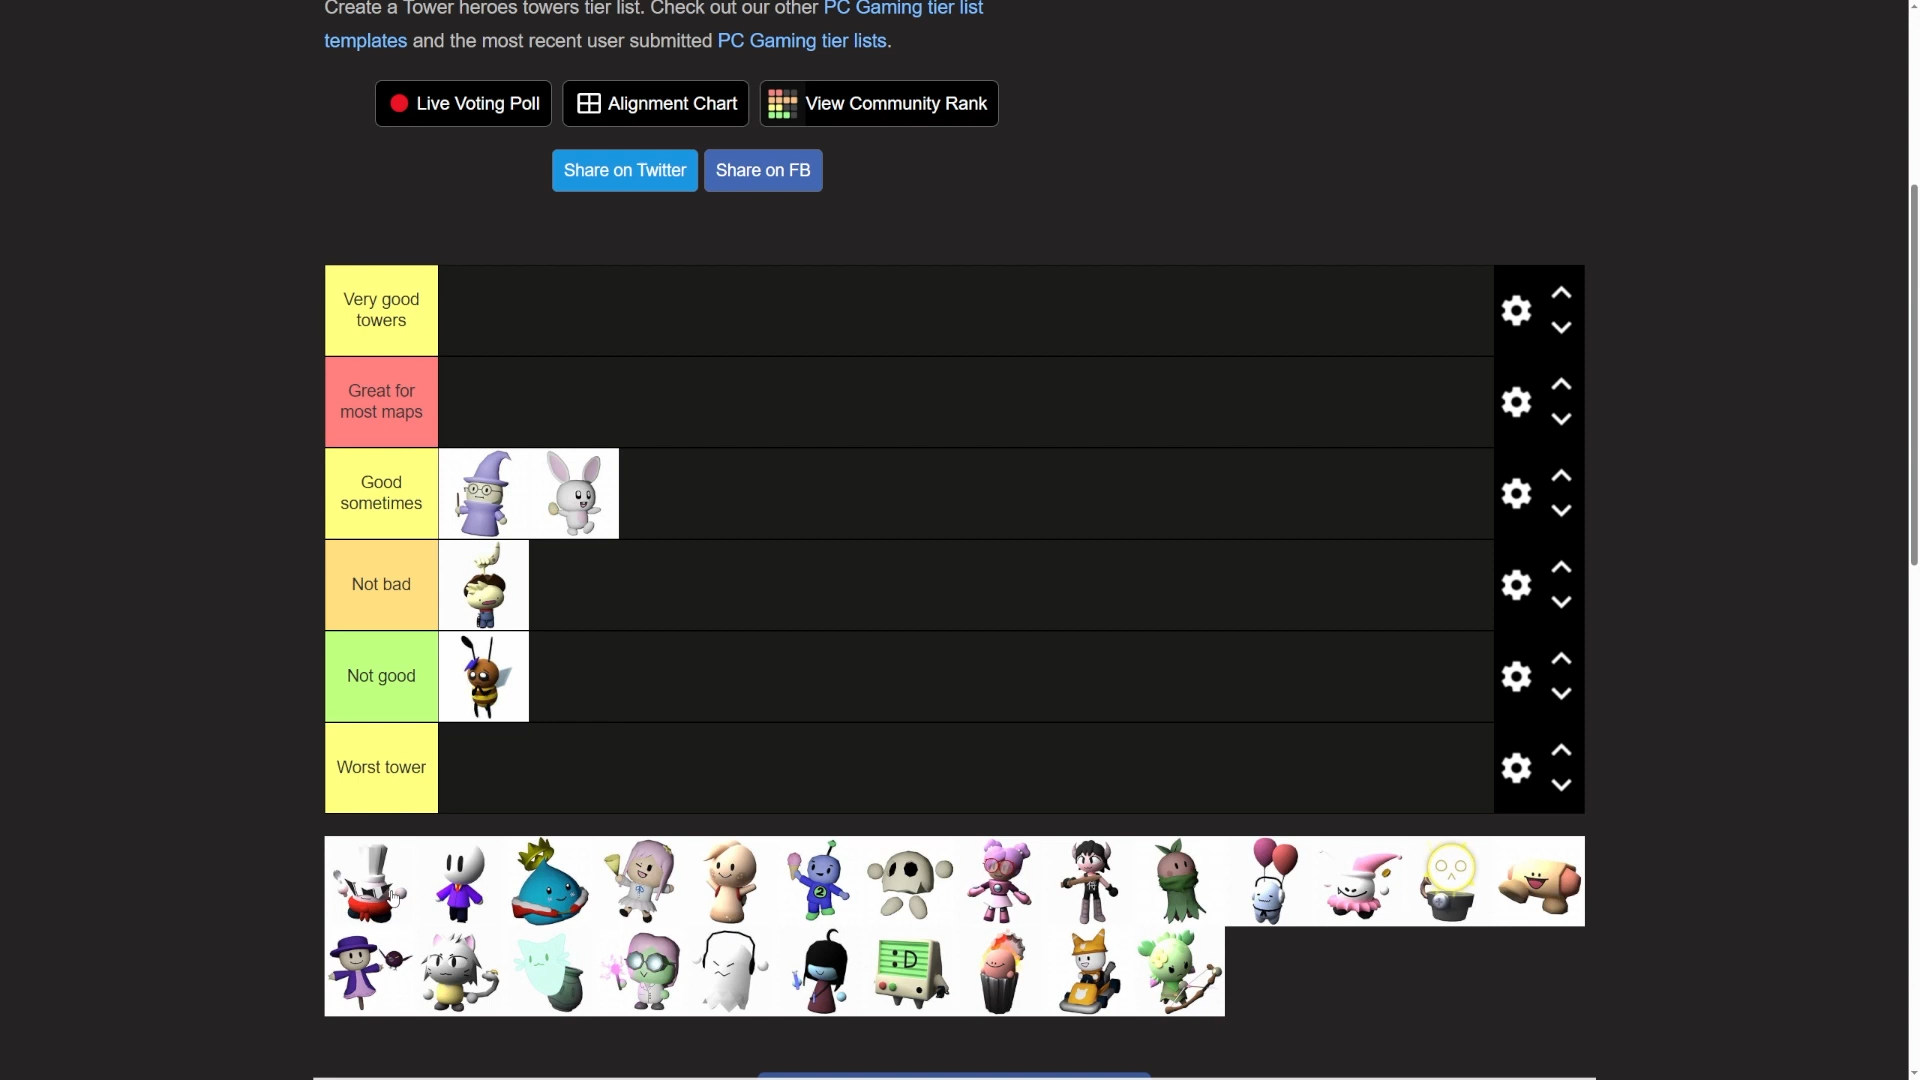 Create a Tower heroes towers tier list. Check out our other PC Gaming tier list
templates and the most recent user submitted PC Gaming tier lists.
Live Voting Poll
Alignment Chart
View Community Rank
Share on Twitter
Share on FB
Very good
towers
Great for
most maps
Good
sometimes
Not bad
Not good
Worst tower
2
:D